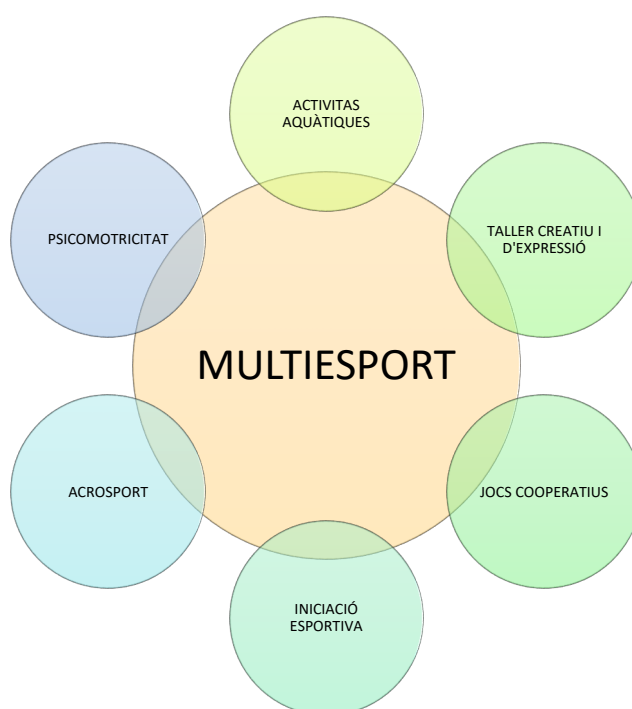 ACTIVITAS
AQUÀTIQUES
TALLER CREATIU I
D'EXPRESSIÓ
PSICOMOTRICITAT
MULTIESPORT
ACROSPORT
JOCS COOPERATIUS
INICIACIÓ
ESPORTIVA